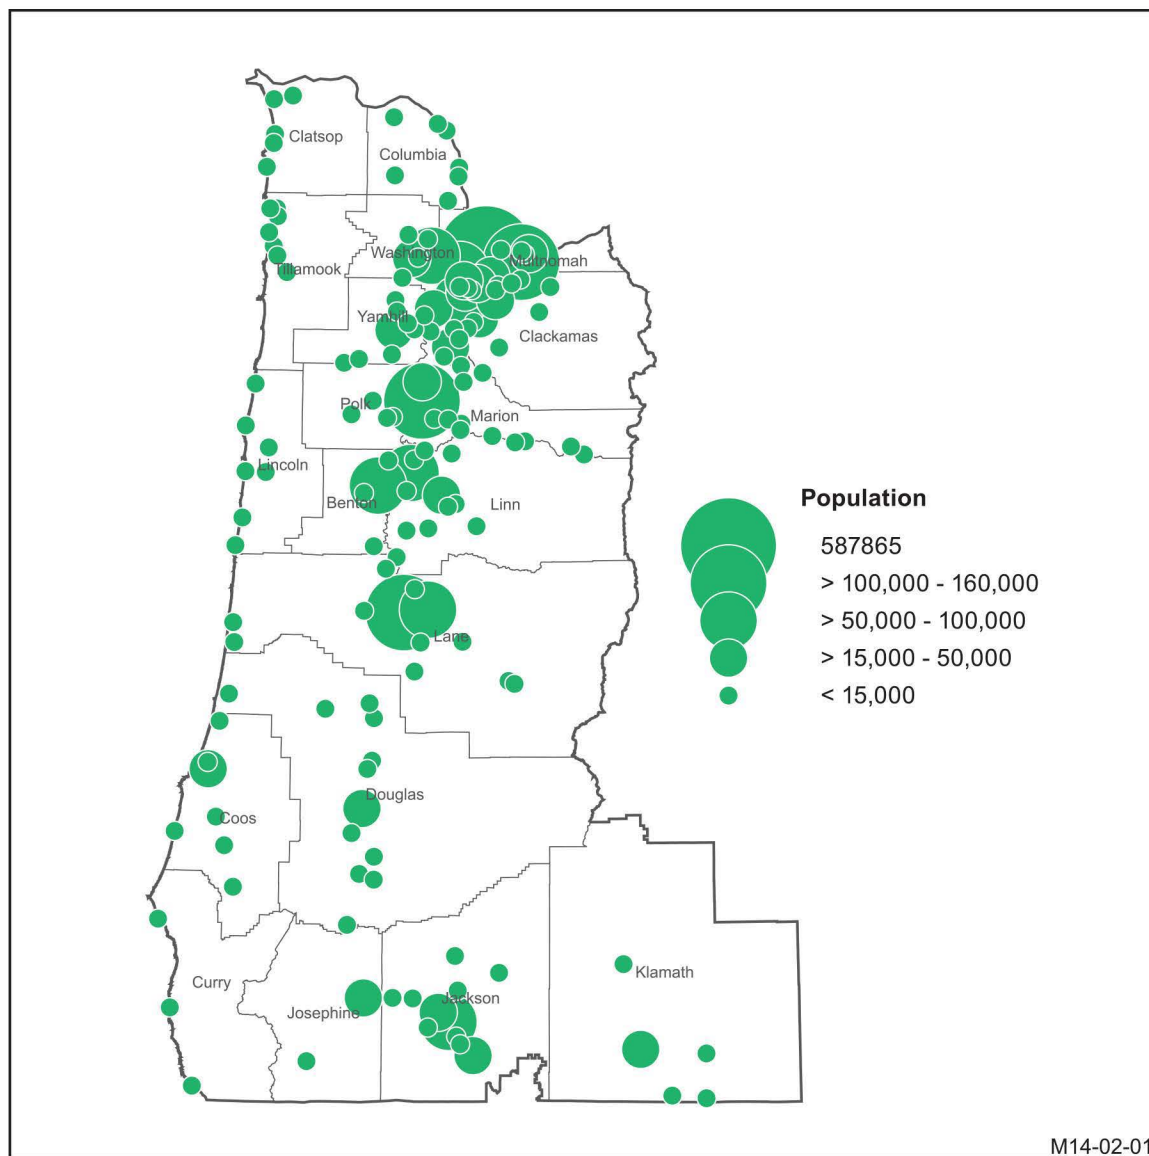 Clatsop
Columbia
Washington
Multnomah
Tillamook
Yamhill
Clackamas
Polk
Marion
Lincoln
Benton
Linn
Population
587865
> 100,000 - 160,000
> 50,000 - 100,000
> 15,000 - 50,000
< 15,000
Lane
Douglas
Coos
Klamath
Curry
Jackson
Josephine
M14-02-01